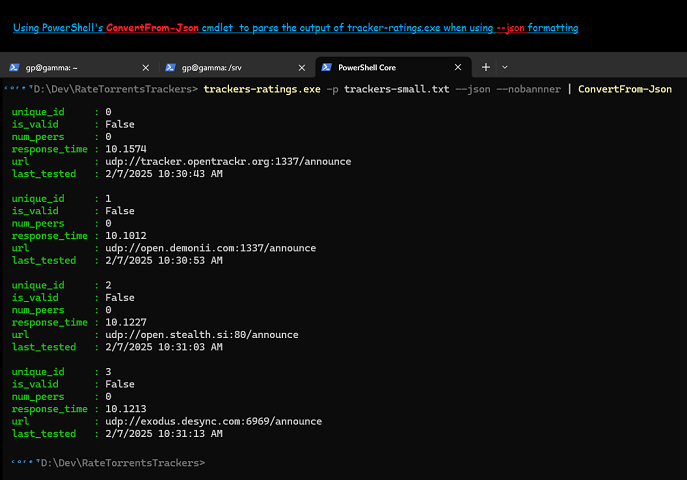 Using PowerShell's ConvertFrom-Json cmdlet to parse the output of tracker-ratings.exe when using --json formatting
gp@gamma: ~ gp@gamma: /srv PowerShell Core
core D:\Dev\RateTorrentsTrackers> trackers-ratings.exe -p trackers-small.txt --json --nobannner | ConvertFrom-Json
unique_id : 0
is_valid : False
num_peers : 0
response_time : 10.1574
url : udp://tracker.opentrackr.org:1337/announce
last_tested : 2/7/2025 10:30:43 AM
unique_id : 1
is_valid : False
num_peers : 0
response_time : 10.1012
url : udp://open.demonii.com:1337/announce
last_tested : 2/7/2025 10:30:53 AM
unique_id : 2
is_valid : False
num_peers : 0
response_time : 10.1227
url : udp://open.stealth.si:80/announce
last_tested : 2/7/2025 10:31:03 AM
unique_id : 3
is_valid : False
num_peers : 0
response_time : 10.1213
url : udp://exodus.desync.com:6969/announce
last_tested : 2/7/2025 10:31:13 AM
core D:\Dev\RateTorrentsTrackers>